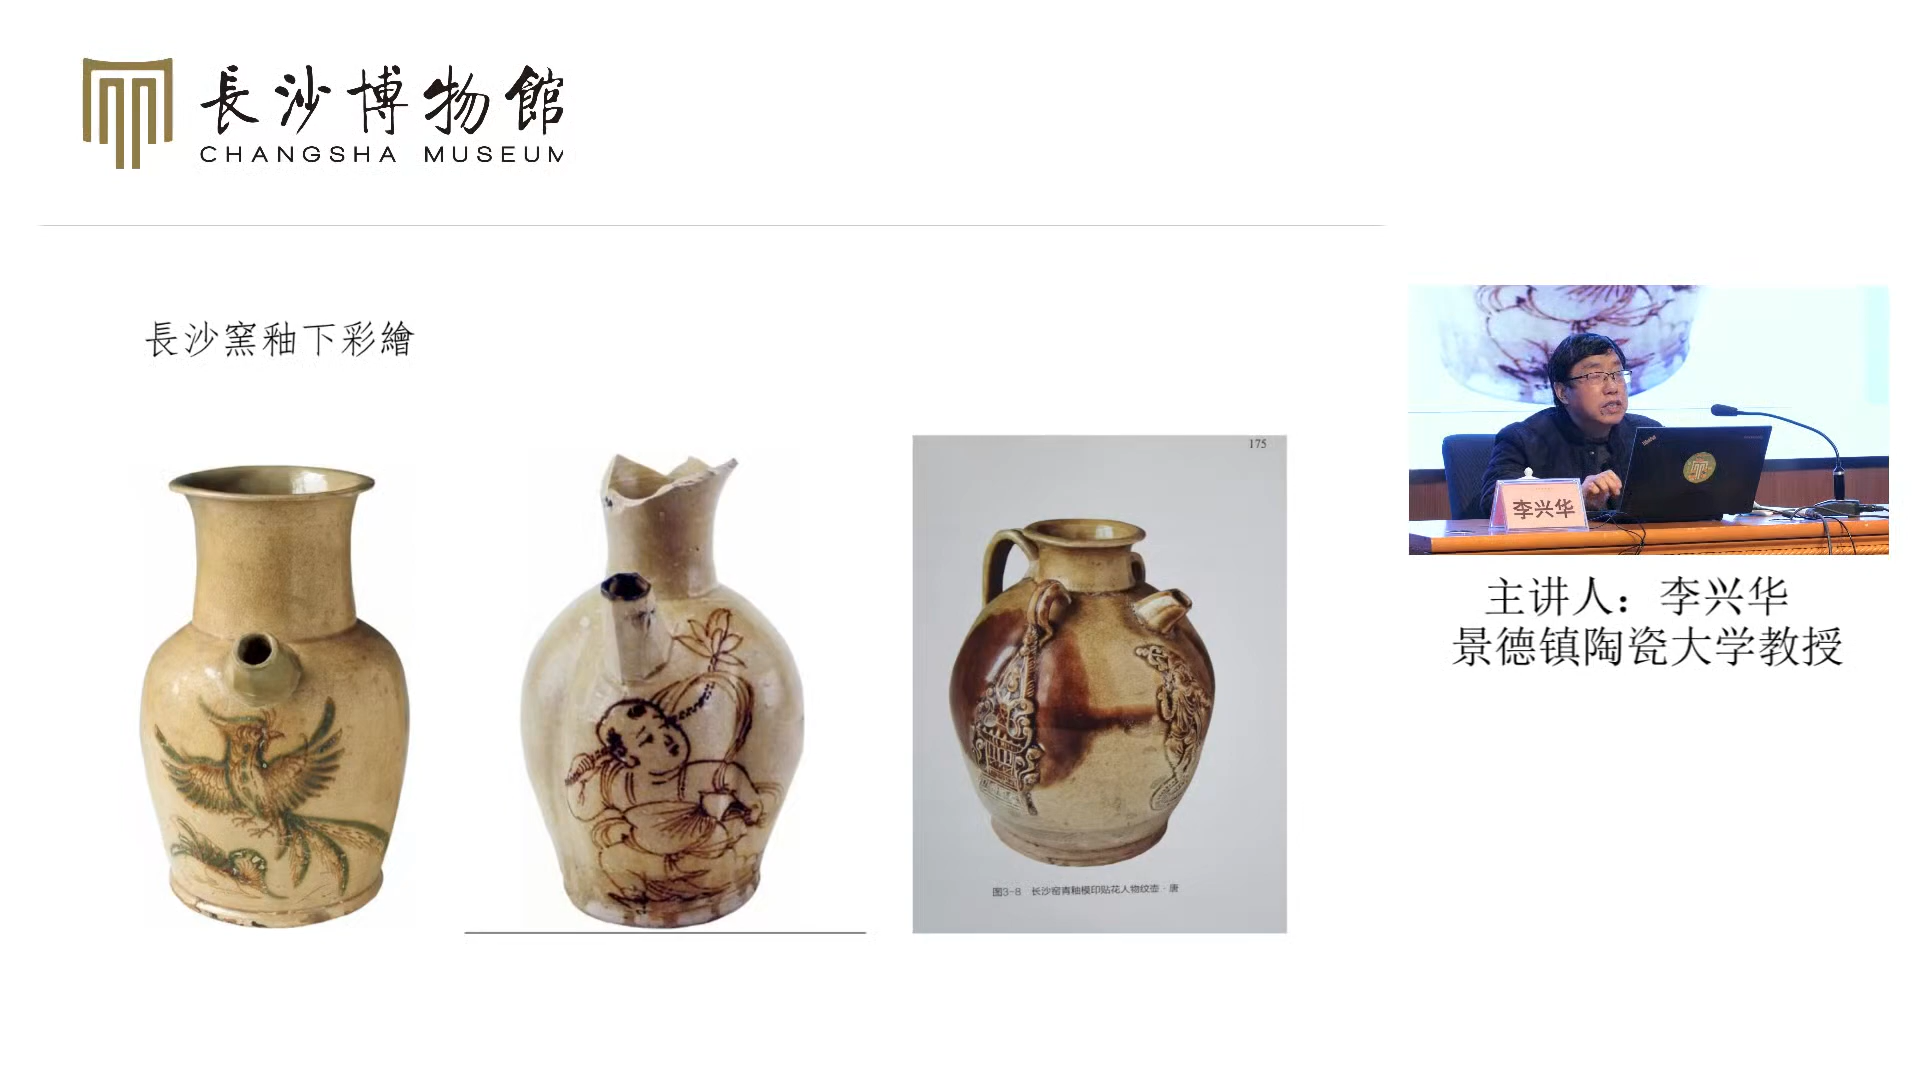 長沙博物館
CHANGSHA MUSEUM
長沙窯釉下彩繪
175
图3-8 长沙窑青釉模印贴花人物纹壶·唐
李兴华
主讲人：李兴华
景德镇陶瓷大学教授